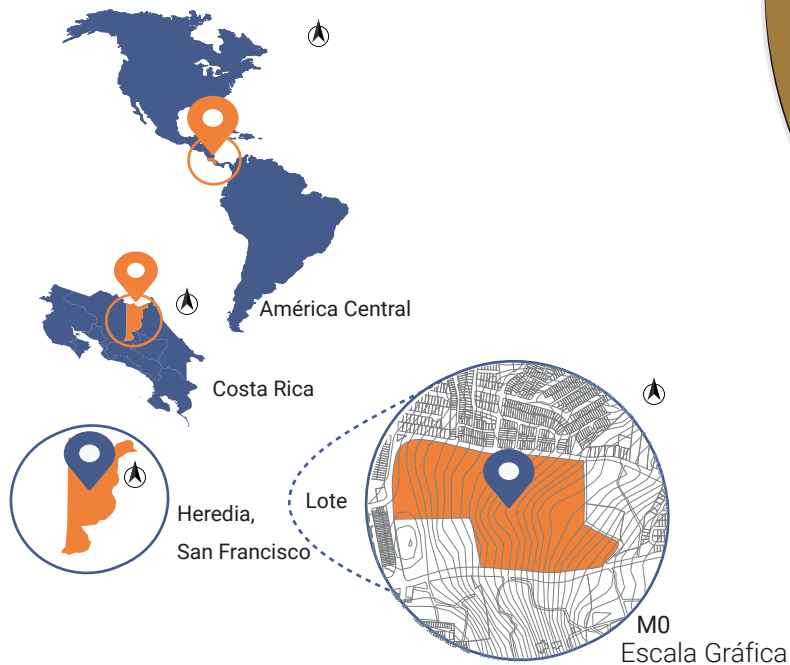 América Central
Costa Rica
Heredia,
San Francisco
Lote
M0
Escala Gráfica